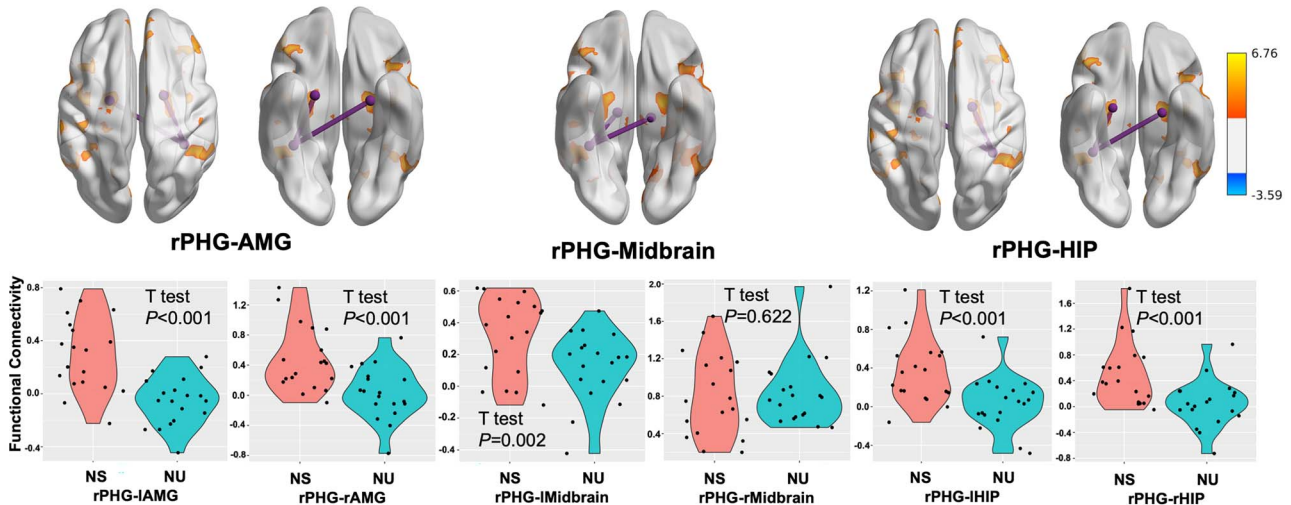 6.76
-3.59
rPHG-AMG
rPHG-Midbrain
rPHG-HIP
Functional Connectivity
0.8
0.4
0.0
-0.4
T test
P<0.001
NS
NU
rPHG-lAMG
1.2
0.8
0.4
0.0
-0.4
-0.8
T test
P<0.001
NS
NU
rPHG-rAMG
0.6
0.4
0.2
0.0
-0.2
-0.4
T test
P=0.002
NS
NU
rPHG-lMidbrain
2.0
1.6
1.2
0.8
0.4
T test
P=0.622
NS
NU
rPHG-rMidbrain
1.2
0.8
0.4
0.0
-0.4
T test
P<0.001
NS
NU
rPHG-lHIP
1.6
1.2
0.8
0.4
0.0
-0.4
-0.8
T test
P<0.001
NS
NU
rPHG-rHIP